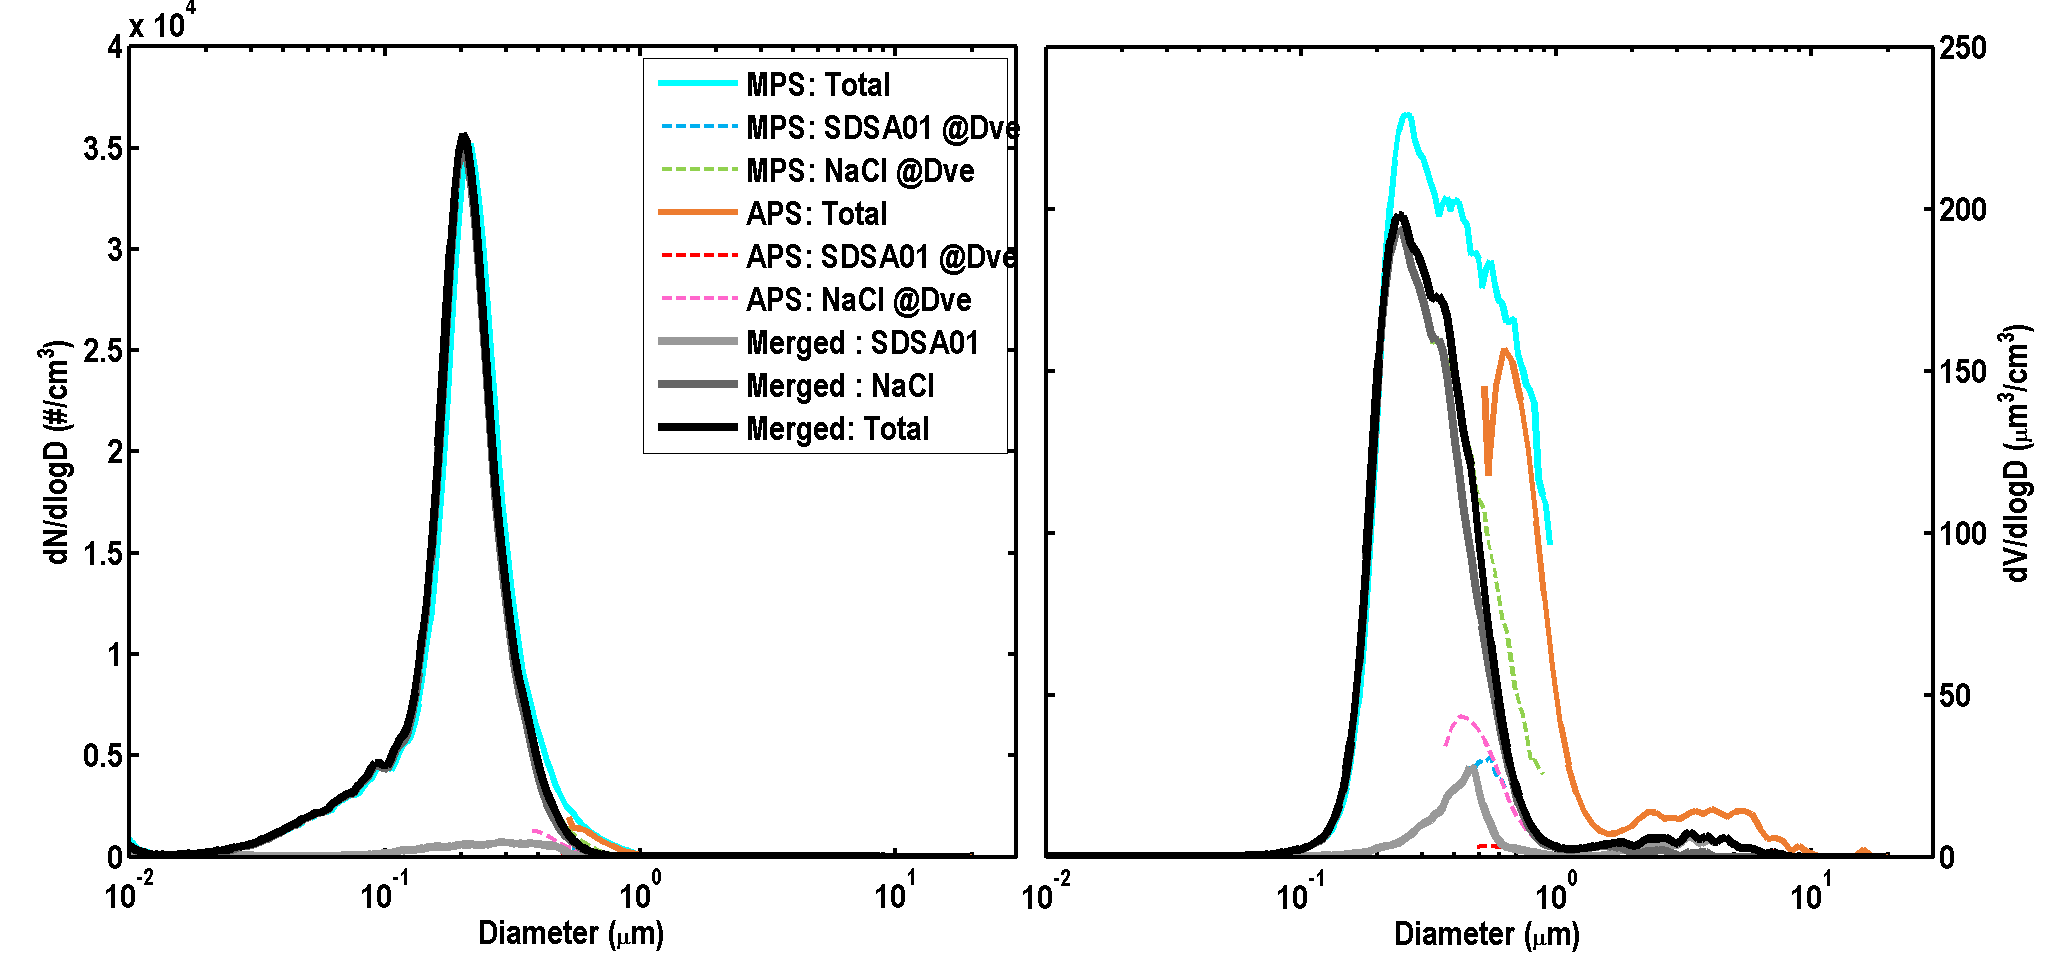 x 10^4
4
3.5
3
2.5
2
1.5
1
0.5
0
dN/dlogD (#/cm^3)
10^-2
10^-1
10^0
10^1
Diameter (μm)
MPS: Total
MPS: SDSA01 @Dve
MPS: NaCl @Dve
APS: Total
APS: SDSA01 @Dve
APS: NaCl @Dve
Merged : SDSA01
Merged : NaCl
Merged: Total
250
200
150
100
50
0
dV/dlogD (μm^3/cm^3)
10^-2
10^-1
10^0
10^1
Diameter (μm)